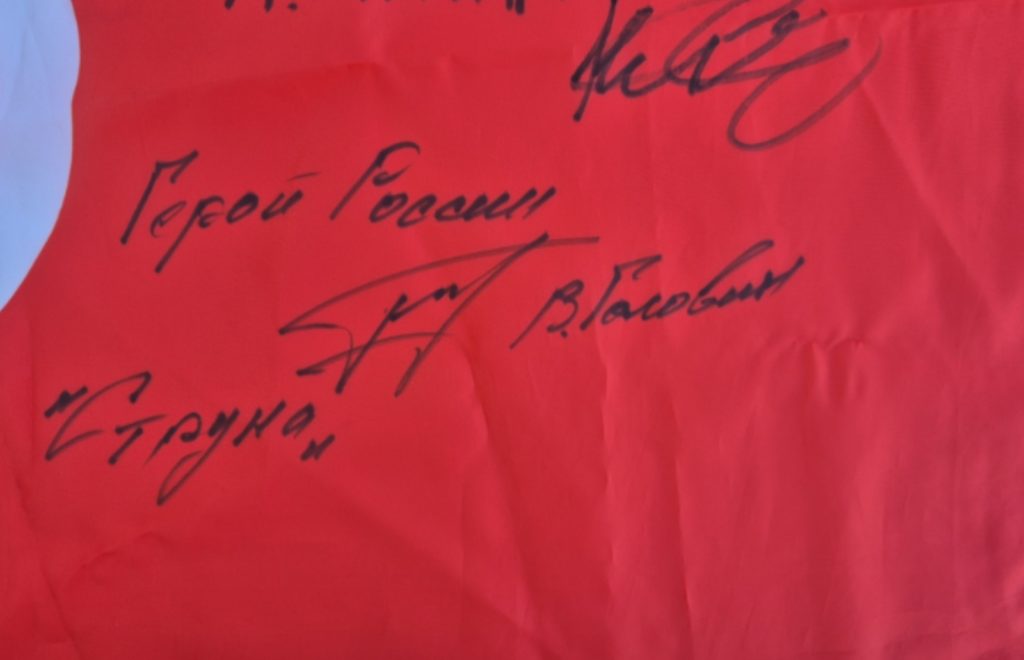 Герой России
В. Головин
"Струна"